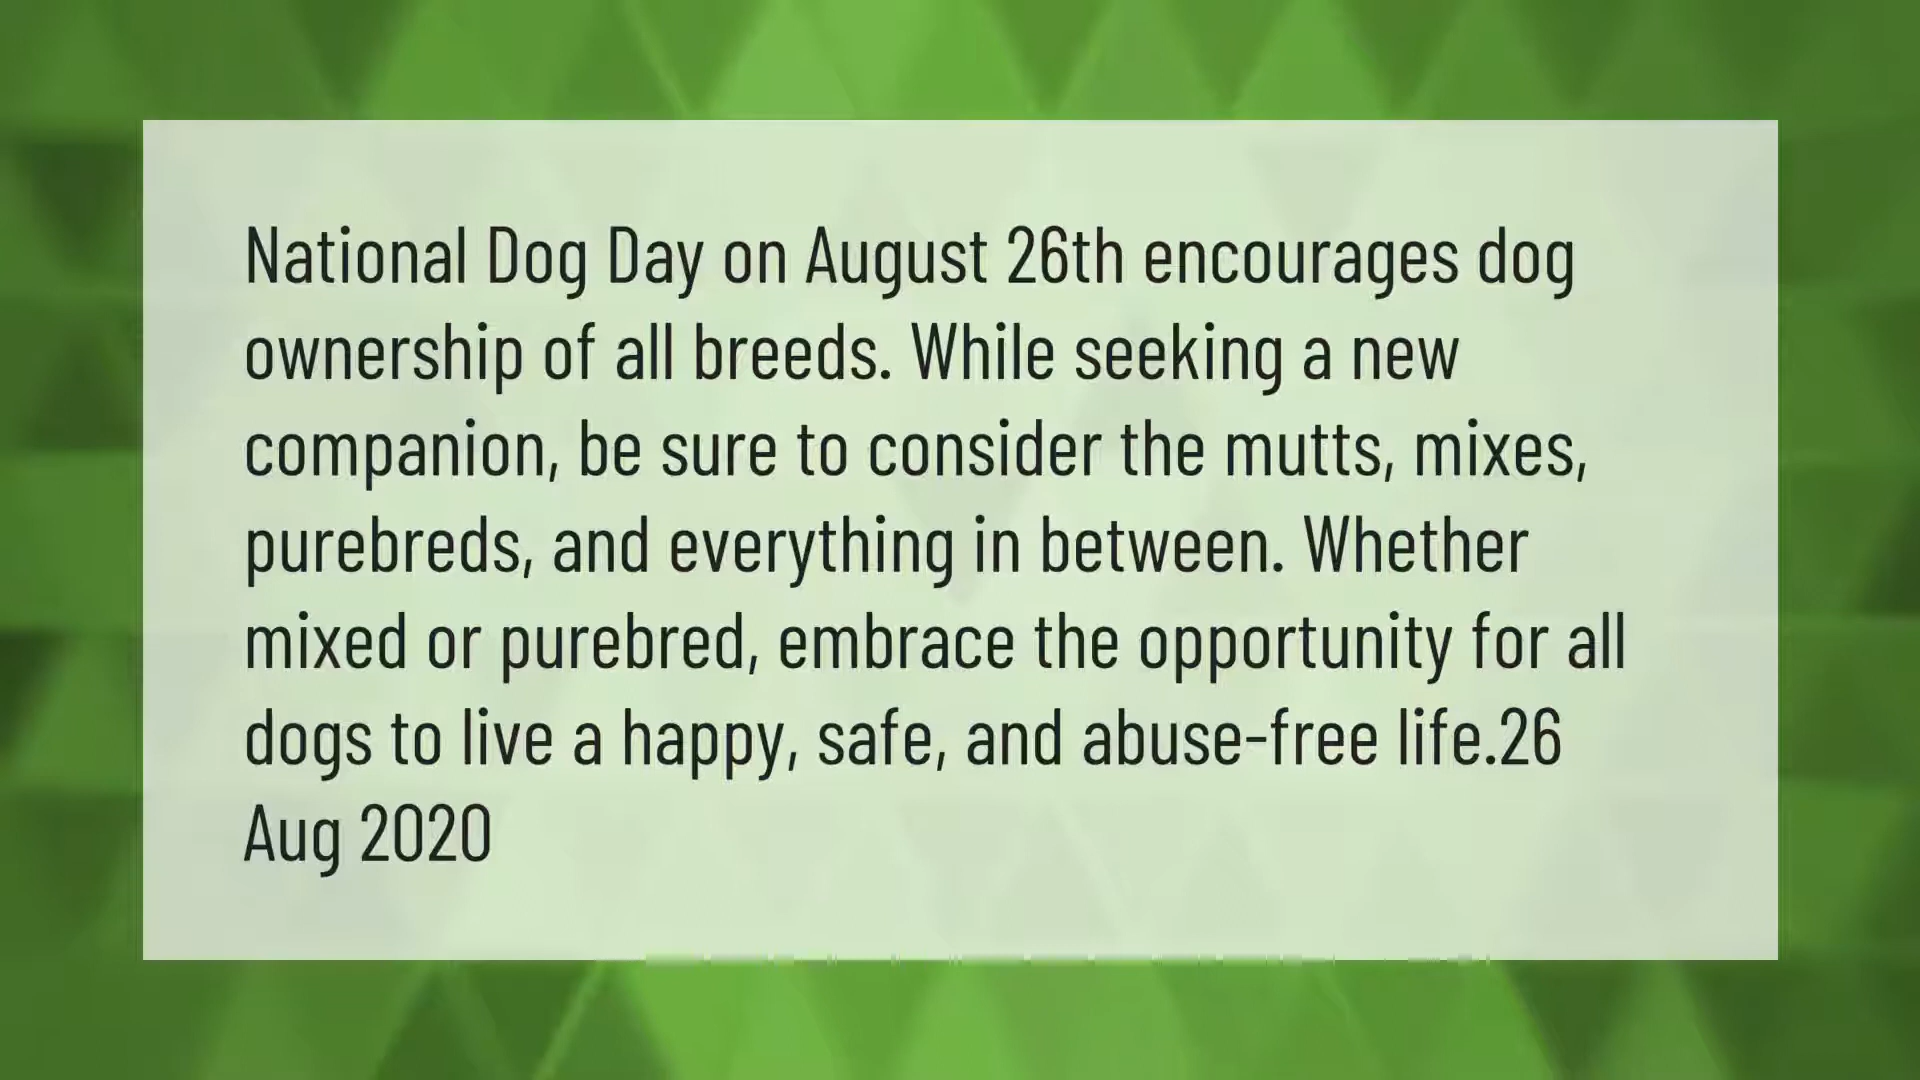 National Dog Day on August 26th encourages dog
ownership of all breeds. While seeking a new
companion, be sure to consider the mutts, mixes,
purebreds, and everything in between. Whether
mixed or purebred, embrace the opportunity for all
dogs to live a happy, safe, and abuse-free life.26
Aug 2020